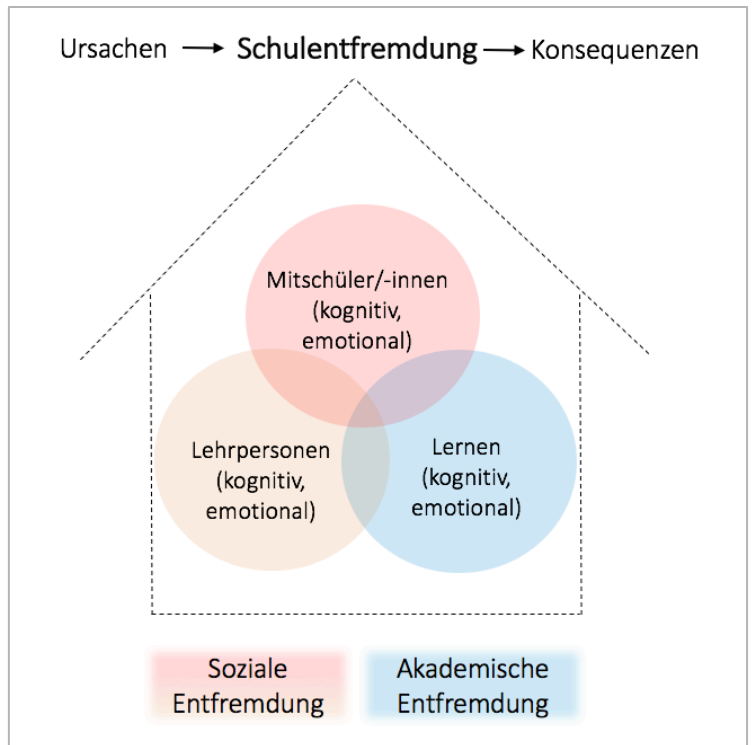 Ursachen → Schulentfremdung → Konsequenzen
Mitschüler/-innen
(kognitiv,
emotional)
Lehrpersonen
(kognitiv,
emotional)
Lernen
(kognitiv,
emotional)
Soziale
Entfremdung
Akademische
Entfremdung